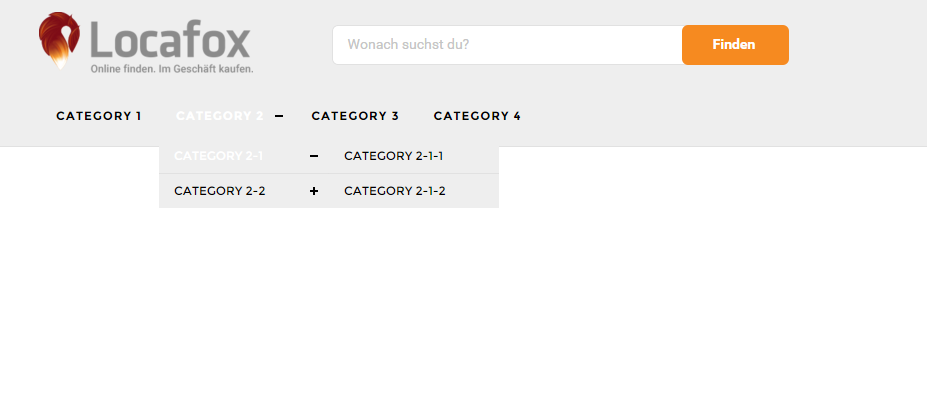 Locafox
Online finden. Im Geschäft kaufen.
Wonach suchst du?
Finden
CATEGORY 1 CATEGORY 2 – CATEGORY 3 CATEGORY 4
CATEGORY 2-1 – CATEGORY 2-1-1
CATEGORY 2-2 + CATEGORY 2-1-2